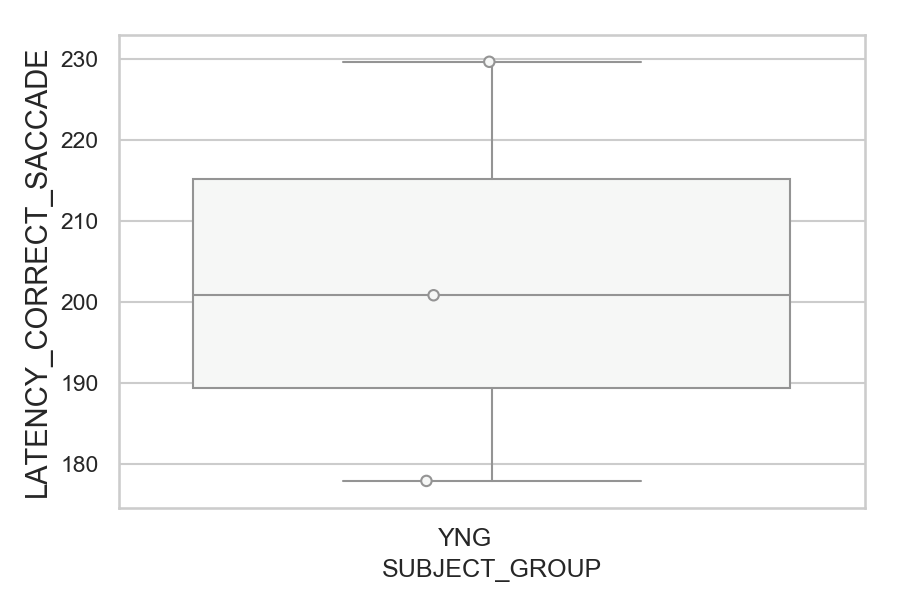 LATENCY_CORRECT_SACCADE
230
220
210
200
190
180
YNG
SUBJECT_GROUP